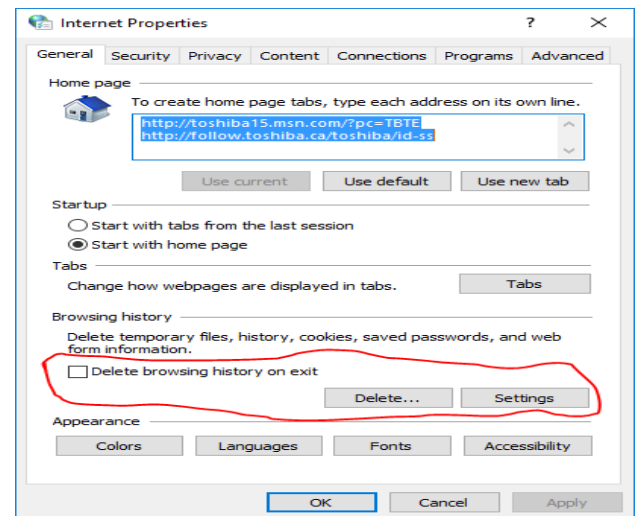 Internet Properties ?
General Security Privacy Content Connections Programs Advanced
Home page
To create home page tabs, type each address on its own line.
http://toshiba15.msn.com/?pc=TBTE
http://follow.toshiba.ca/toshiba/id-ss
Use current Use default Use new tab
Startup
Start with tabs from the last session
Start with home page
Tabs
Change how webpages are displayed in tabs. Tabs
Browsing history
Delete temporary files, history, cookies, saved passwords, and web
form information.
Delete browsing history on exit
Delete... Settings
Appearance
Colors Languages Fonts Accessibility
OK Cancel Apply